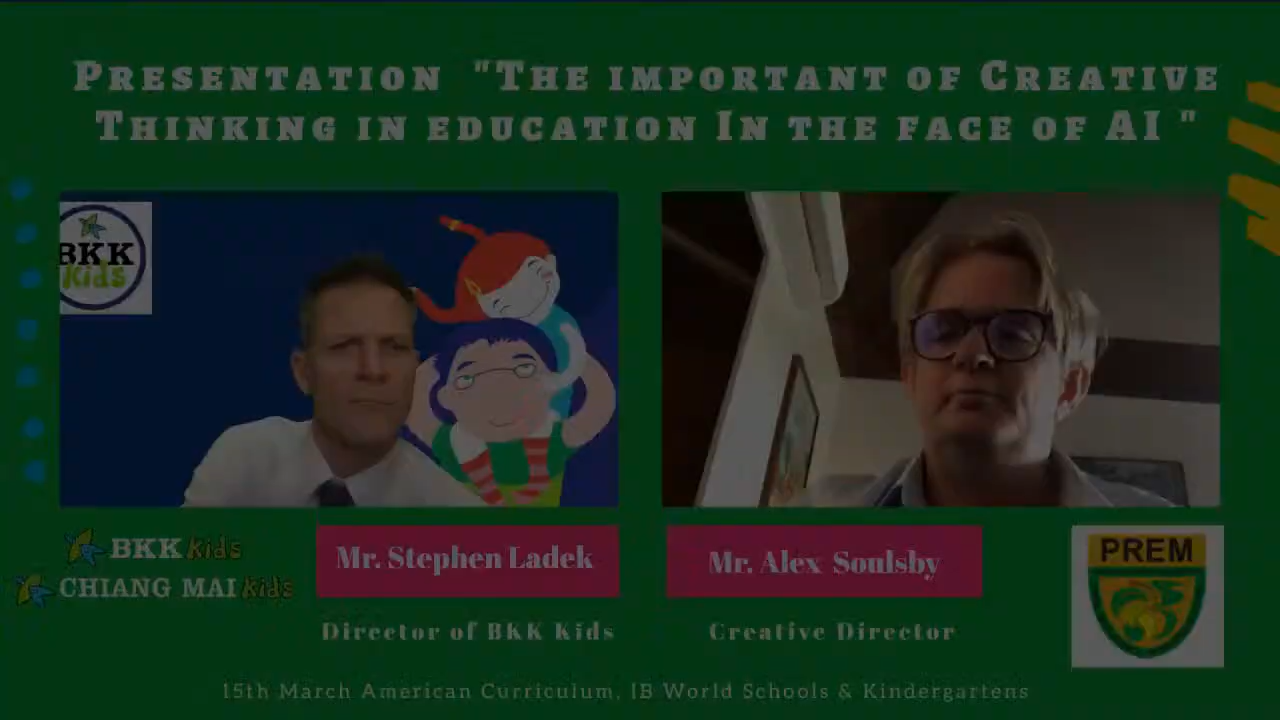 Presentation "The important of Creative
Thinking in education In the face of AI "
BKK
kids
BKK kids
CHIANG MAI kids
Mr. Stephen Ladek
Mr. Alex Soulsby
PREM
Director of BKK Kids
Creative Director
15th March American Curriculum, IB World Schools & Kindergartens